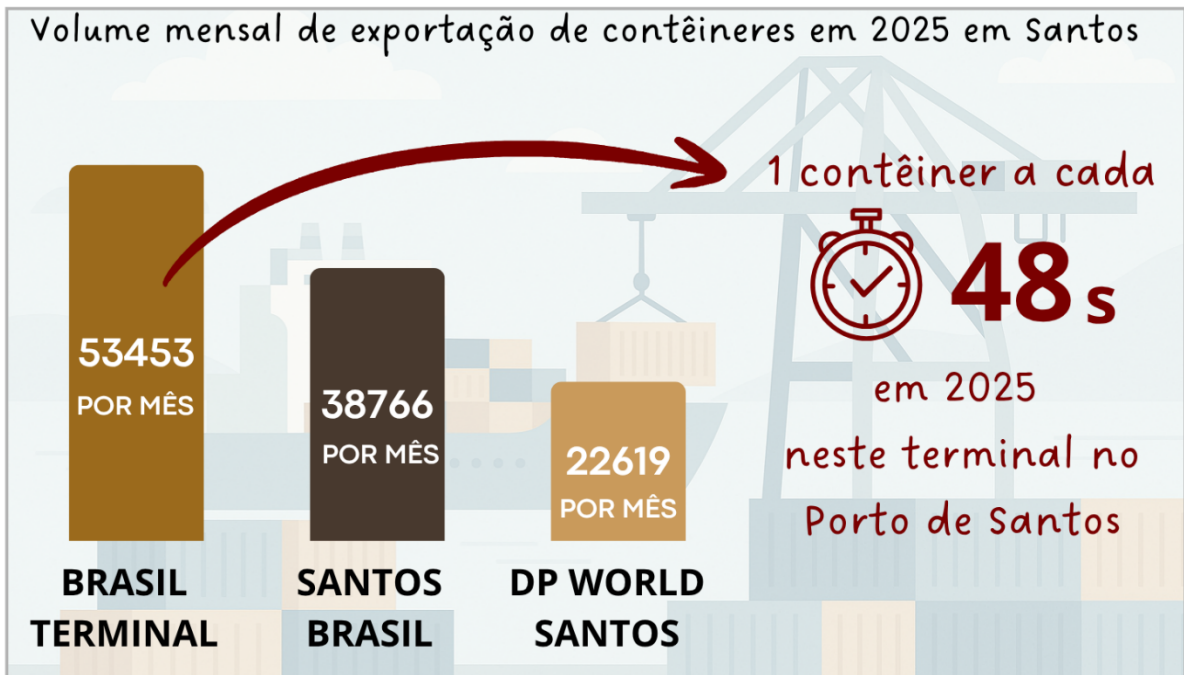 Volume mensal de exportação de contêineres em 2025 em Santos
53453
POR MÊS
BRASIL
TERMINAL
38766
POR MÊS
SANTOS
BRASIL
22619
POR MÊS
DP WORLD
SANTOS
1 contêiner a cada
48s
em 2025
neste terminal no
Porto de Santos